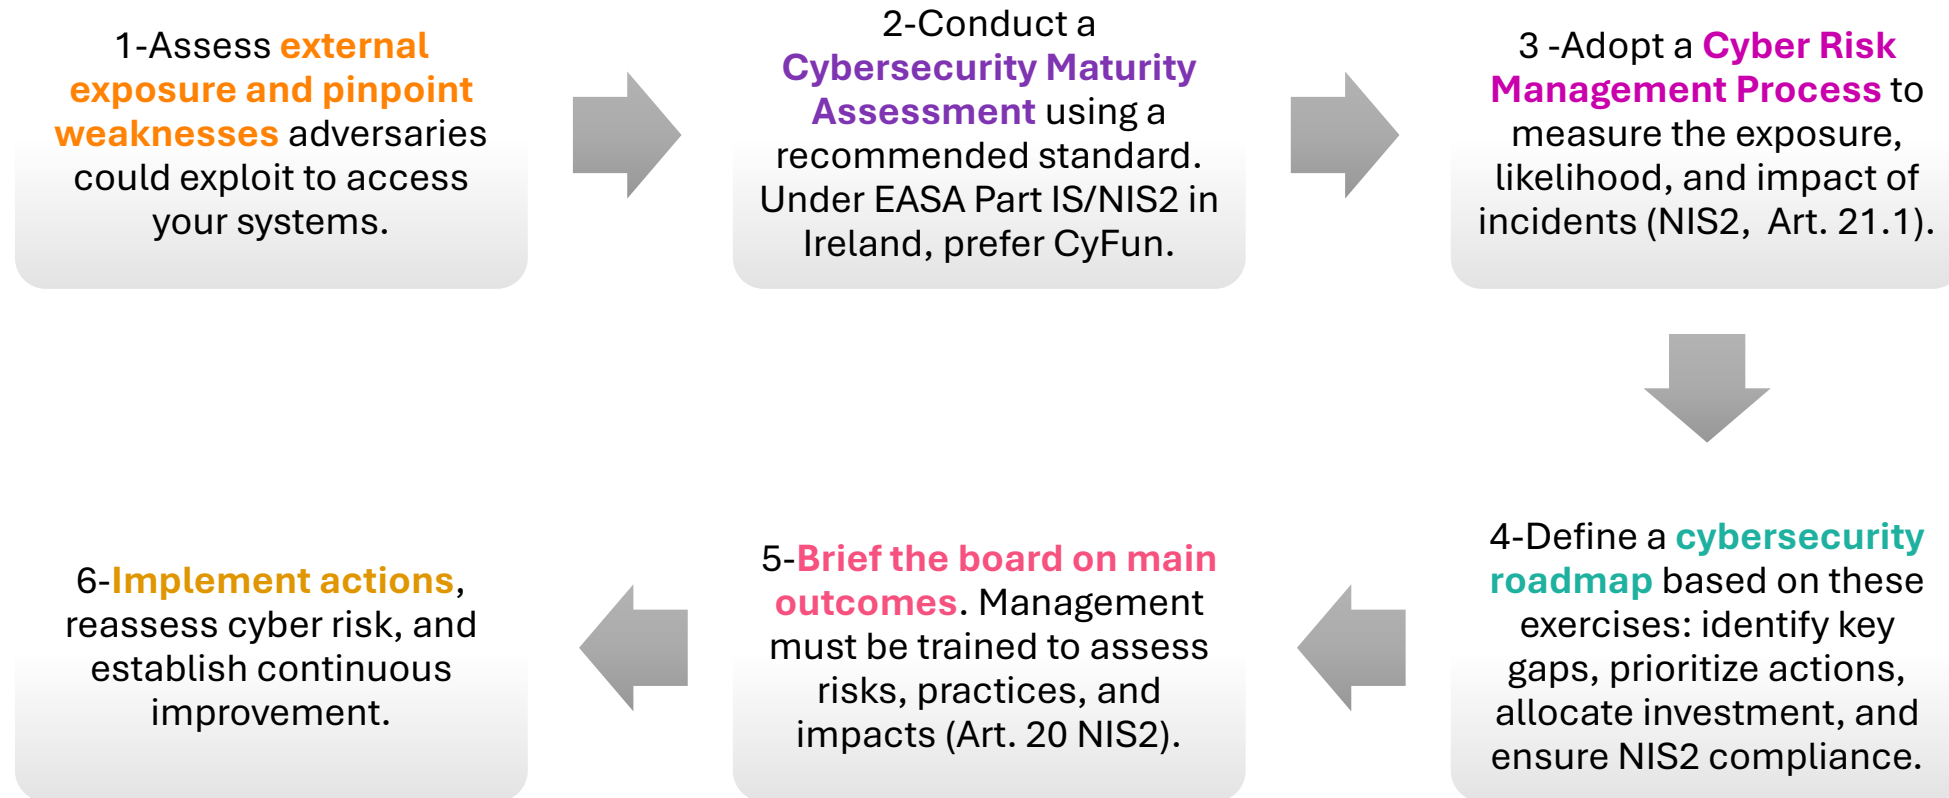 1-Assess external
exposure and pinpoint
weaknesses adversaries
could exploit to access
your systems.
2-Conduct a
Cybersecurity Maturity
Assessment using a
recommended standard.
Under EASA Part IS/NIS2 in
Ireland, prefer CyFun.
3 -Adopt a Cyber Risk
Management Process to
measure the exposure,
likelihood, and impact of
incidents (NIS2, Art. 21.1).
4-Define a cybersecurity
roadmap based on these
exercises: identify key
gaps, prioritize actions,
allocate investment, and
ensure NIS2 compliance.
5-Brief the board on main
outcomes. Management
must be trained to assess
risks, practices, and
impacts (Art. 20 NIS2).
6-Implement actions,
reassess cyber risk, and
establish continuous
improvement.